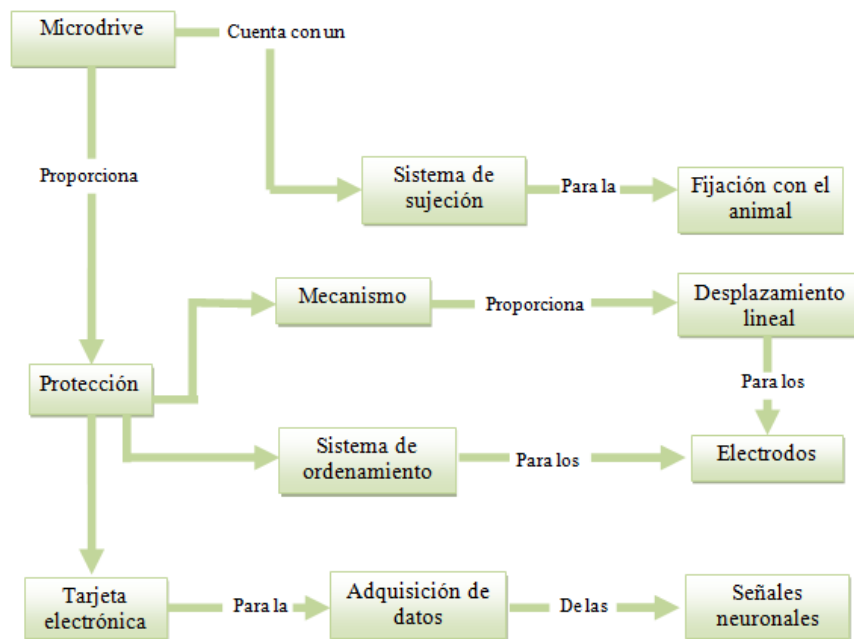 Microdrive
Cuenta con un
Proporciona
Sistema de
sujeción
Para la
Fijación con el
animal
Mecanismo
Proporciona
Desplazamiento
lineal
Para los
Protección
Sistema de
ordenamiento
Para los
Electrodos
Tarjeta
electrónica
Para la
Adquisición de
datos
De las
Señales
neuronales